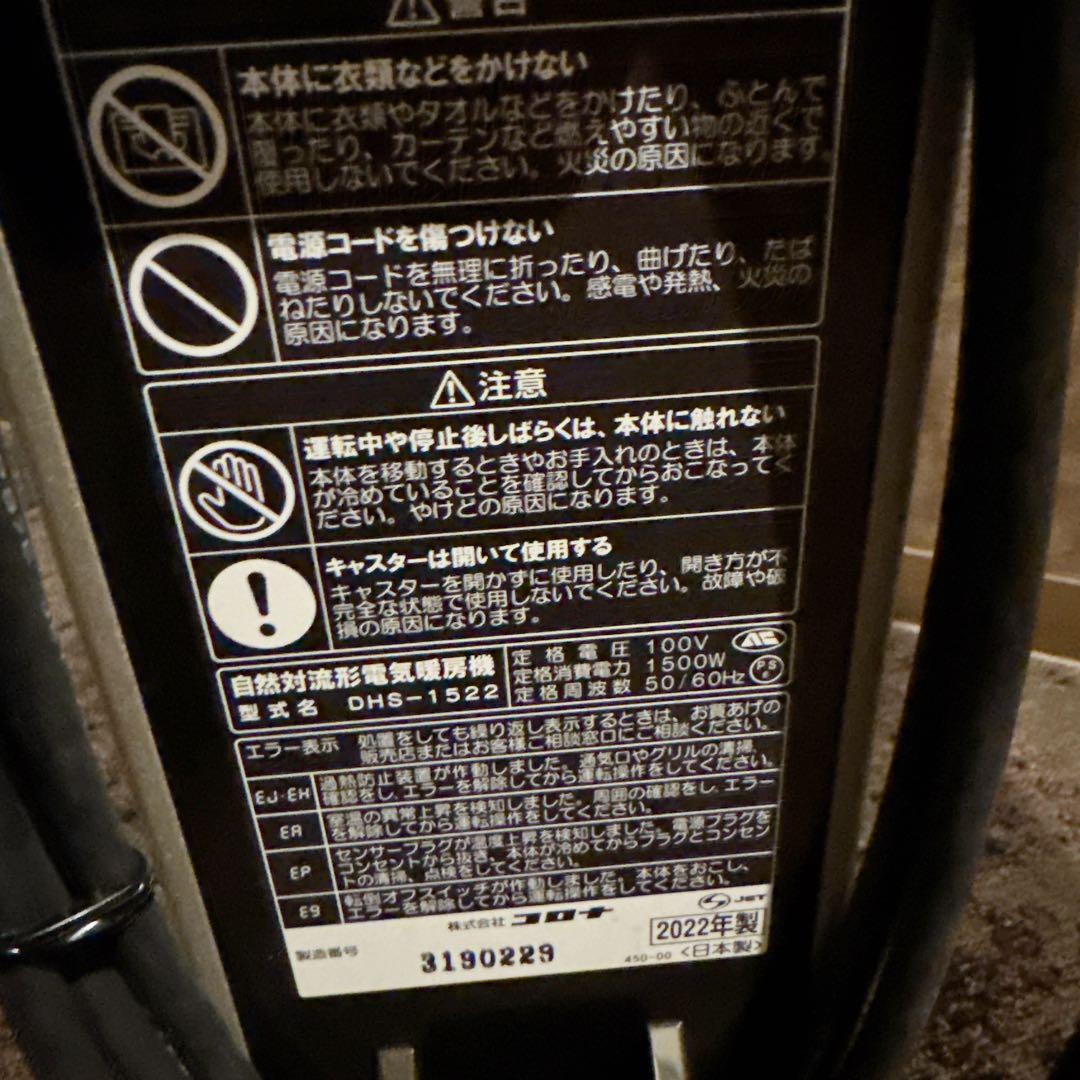 ⚠警告
本体に衣類などをかけない
本体に衣類やタオルなどをかけたり、ふとんで
覆ったり、カーテンなど燃えやすい物の近くで
使用しないでください。火災の原因になります。
電源コードを傷つけない
電源コードを無理に折ったり、曲げたり、たば
ねたりしないでください。感電や発熱、火災の
原因になります。
⚠注意
運転中や停止後しばらくは、本体に触れない
本体を移動するときやお手入れのときは、本体
が冷めていることを確認してからおこなってく
ださい。やけどの原因になります。
キャスターは開いて使用する
キャスターを開かずに使用したり、開き方が不
完全な状態で使用しないでください。故障や破
損の原因になります。
自然対流形電気暖房機
型式名 DHS-1522
定格電圧 100V
定格消費電力 1500W
定格周波数 50/60Hz
PS
E
エラー表示 処置をしても繰り返し表示するときは、お買あげの
販売店またはお客様ご相談窓口にご相談ください。
EJ・EH 過熱防止装置が作動しました。通気口やグリルの清掃、
確認をし、エラーを解除してから運転操作をしてください。
EA 室温の異常上昇を検知しました。周囲の確認をし、エラー
を解除してから運転操作をしてください。
EP センサープラグが温度上昇を検知しました。電源プラグを
コンセントから抜き、本体が冷めてからプラグとコンセン
トの清掃、点検をしてください。
E9 転倒オフスイッチが作動しました。本体をおこし、
エラーを解除してから運転操作をしてください。
株式会社 コロナ
S JET
2022年製
製造番号 3190229
450-00 <日本製>